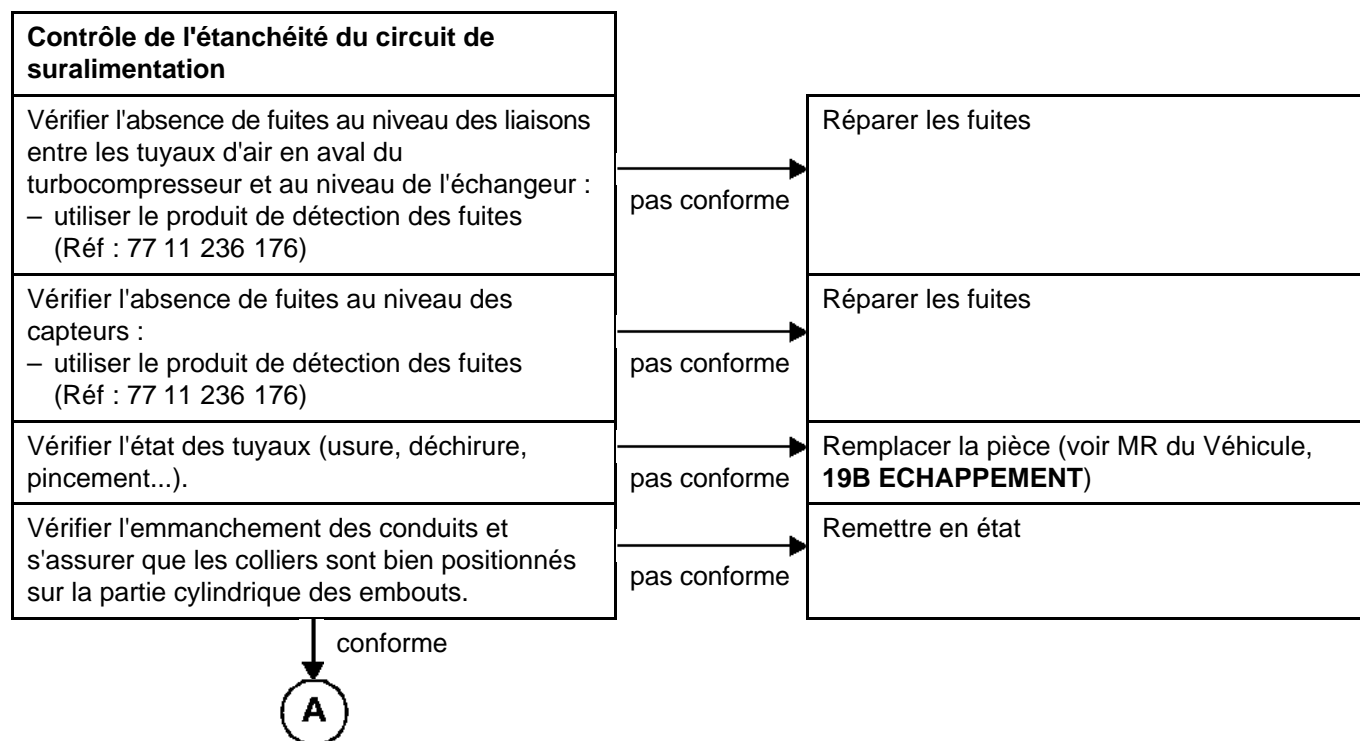 Contrôle de l'étanchéité du circuit de
suralimentation
Vérifier l'absence de fuites au niveau des liaisons
entre les tuyaux d'air en aval du
turbocompresseur et au niveau de l'échangeur :
– utiliser le produit de détection des fuites
(Réf : 77 11 236 176)
pas conforme
Réparer les fuites
Vérifier l'absence de fuites au niveau des
capteurs :
– utiliser le produit de détection des fuites
(Réf : 77 11 236 176)
pas conforme
Réparer les fuites
Vérifier l'état des tuyaux (usure, déchirure,
pincement...).
pas conforme
Remplacer la pièce (voir MR du Véhicule,
19B ECHAPPEMENT)
Vérifier l'emmanchement des conduits et
s'assurer que les colliers sont bien positionnés
sur la partie cylindrique des embouts.
pas conforme
Remettre en état
conforme
A